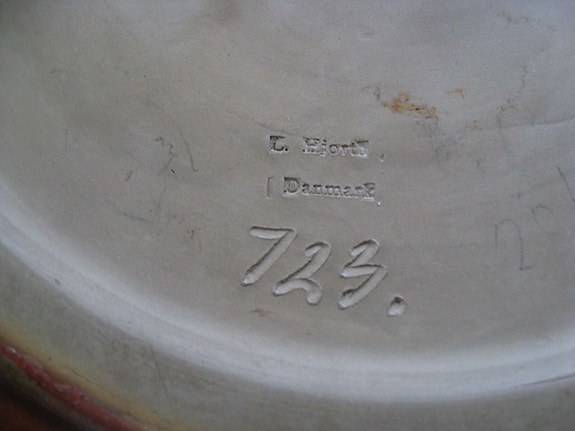 L. Hjorth
Danmark
723.